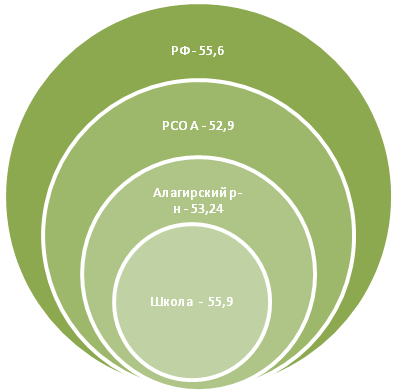 РФ - 55,6
РСО А - 52,9
Алагирский р-
н - 53,24
Школа - 55,9